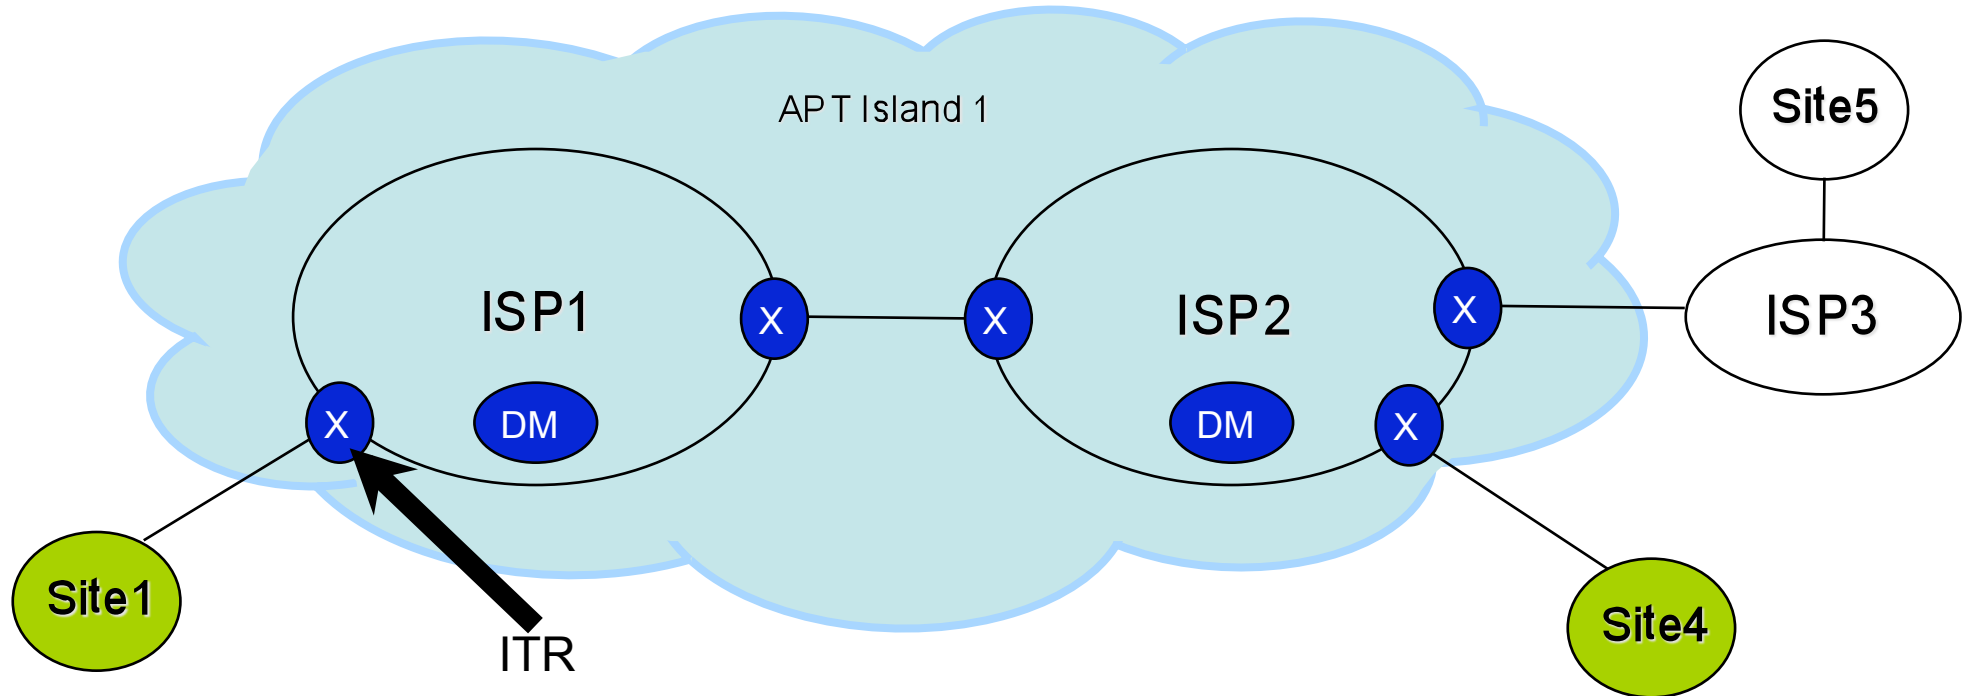 APT Island 1
Site5
ISP1
X
X
ISP2
X
ISP3
X
DM
DM
X
Site1
Site4
ITR